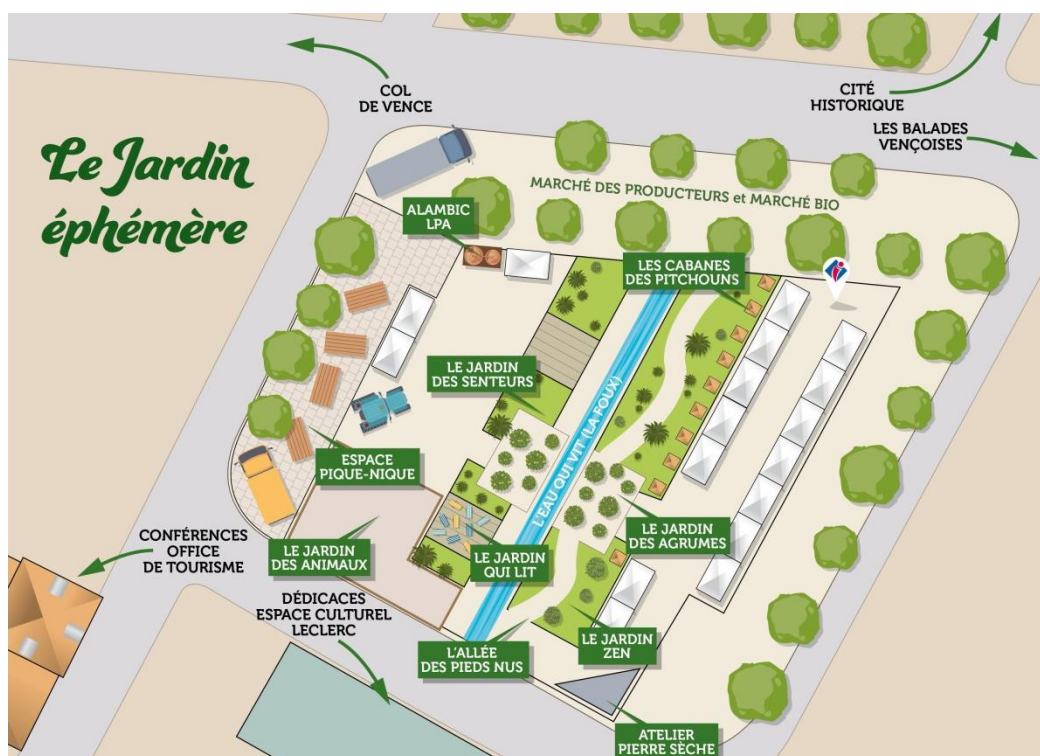 Le Jardin
éphémère
COL
DE VENCE
CITÉ
HISTORIQUE
LES BALADES
VENÇOISES
MARCHÉ DES PRODUCTEURS et MARCHÉ BIO
ALAMBIC
LPA
LES CABANES
DES PITCHOUNS
LE JARDIN
DES SENTEURS
L'EAU QUI VIT (LA FOUX)
ESPACE
PIQUE-NIQUE
LE JARDIN
DES AGRUMES
CONFÉRENCES
OFFICE
DE TOURISME
LE JARDIN
DES ANIMAUX
LE JARDIN
QUI LIT
DÉDICACES
ESPACE CULTUREL
LECLERC
LE JARDIN
ZEN
L'ALLÉE
DES PIEDS NUS
ATELIER
PIERRE SÈCHE